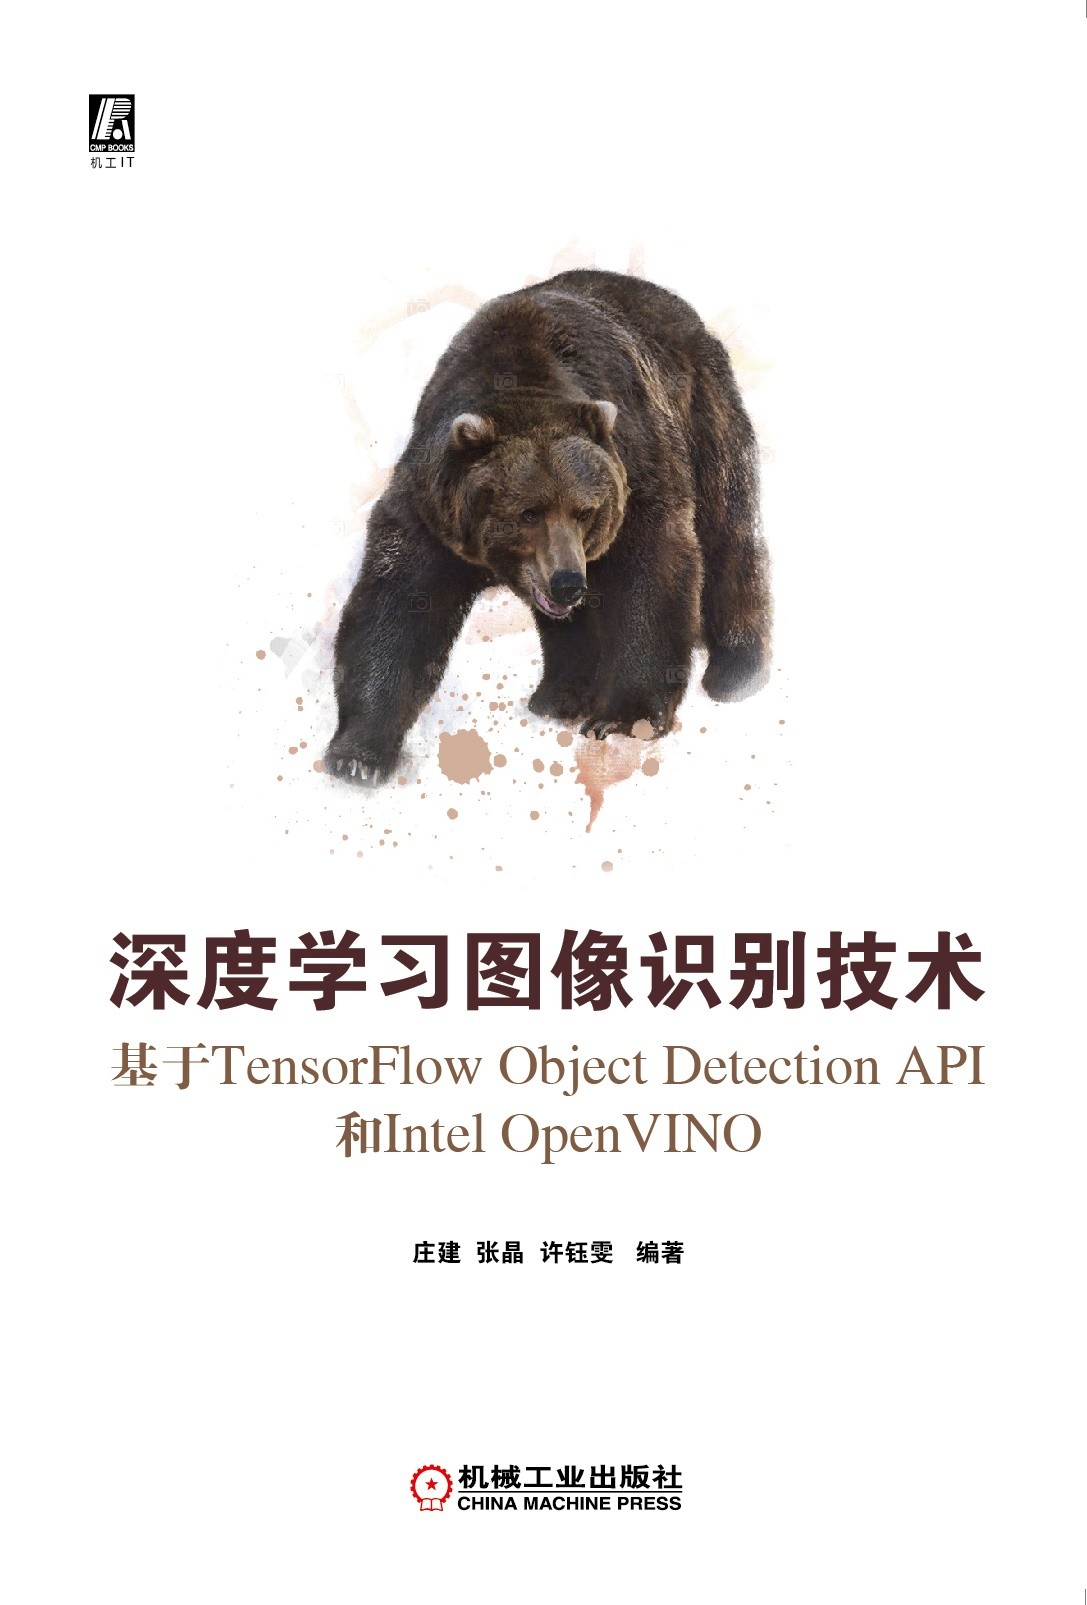 CMP BOOKS
机工IT
深度学习图像识别技术
基于TensorFlow Object Detection API
和Intel OpenVINO
庄建 张晶 许钰雯 编著
机械工业出版社
CHINA MACHINE PRESS